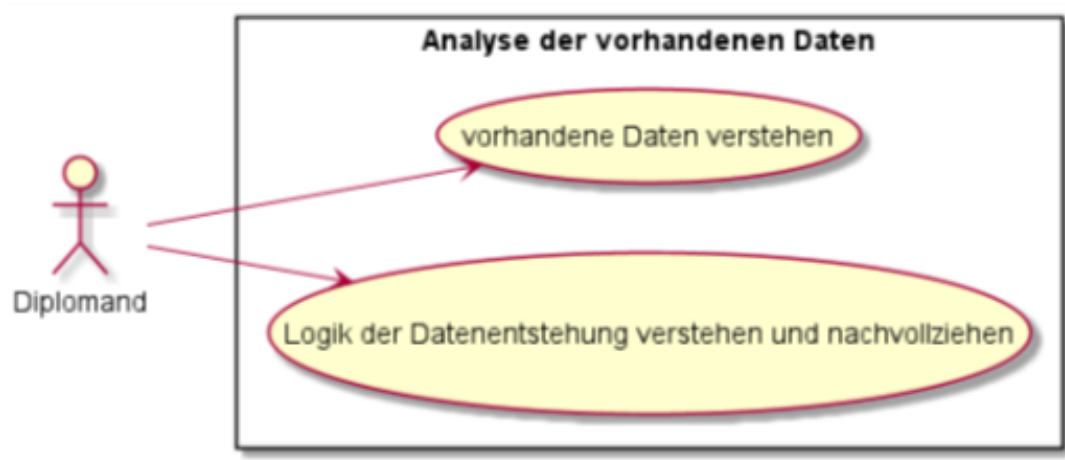 Analyse der vorhandenen Daten
vorhandene Daten verstehen
Diplomand
Logik der Datenentstehung verstehen und nachvollziehen